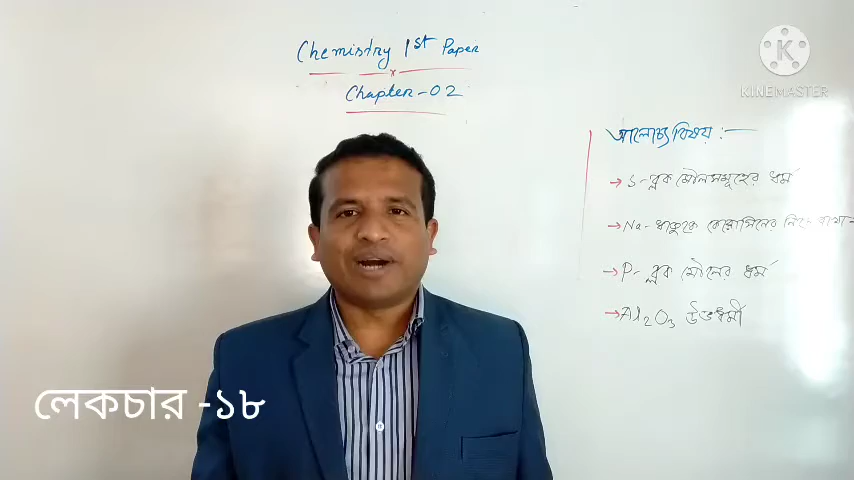 Chemistry 1st Paper
Chapter-02
KINEMASTER
আলোচ্য বিষয় :-
→ S-ব্লক মৌলসমূহের ধর্ম
→ Na-ধাতুকে কেরোসিনের নিচে রাখা-
→ P-ব্লক মৌলের ধর্ম
→ Al2O3 উভধর্মী
লেকচার -১৮